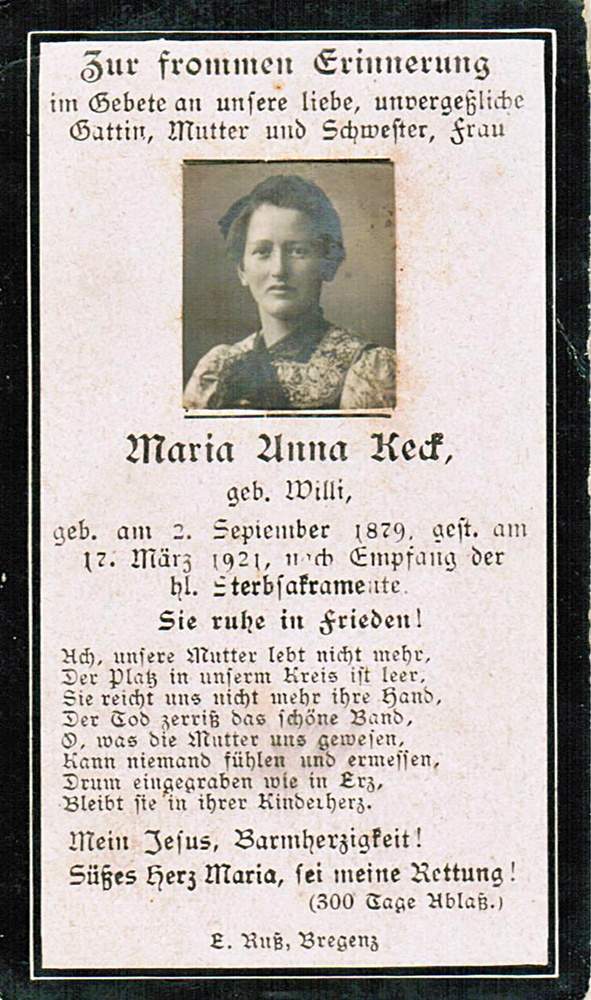 Zur frommen Erinnerung
im Gebete an unsere liebe, unvergeßliche
Gattin, Mutter und Schwester, Frau
Maria Anna Keck,
geb. Willi,
geb. am 2. September 1879, gest. am
17. März 1921, nach Empfang der
hl. Sterbsakramente.
Sie ruhe in Frieden!
Ach, unsere Mutter lebt nicht mehr,
Der Platz in unserm Kreis ist leer,
Sie reicht uns nicht mehr ihre Hand,
Der Tod zerriß das schöne Band,
O, was die Mutter uns gewesen,
Kann niemand fühlen und ermessen,
Drum eingegraben wie in Erz,
Bleibt sie in ihrer Kinderherz.
Mein Jesus, Barmherzigkeit!
Süßes Herz Maria, sei meine Rettung!
(300 Tage Ablaß.)
E. Ruß, Bregenz